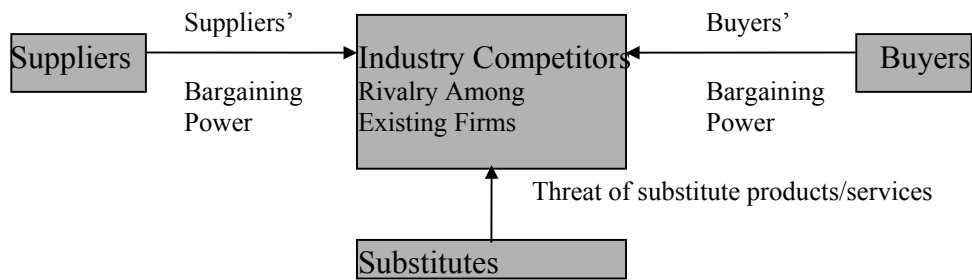 Suppliers’
Buyers’
Suppliers
Industry Competitors
Buyers
Bargaining
Power
Rivalry Among
Existing Firms
Bargaining
Power
Threat of substitute products/services
Substitutes